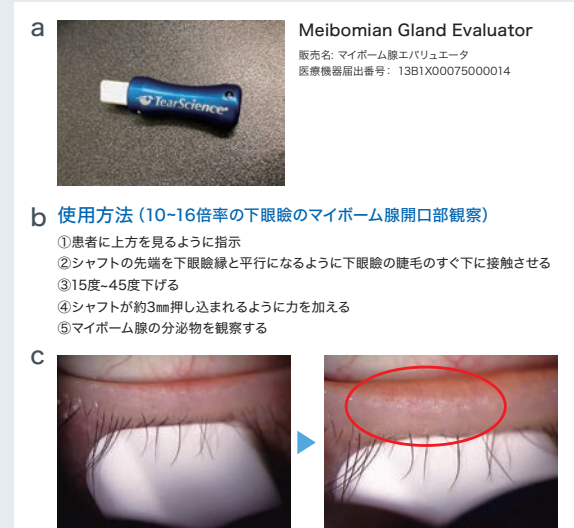 a
Meibomian Gland Evaluator
販売名: マイボーム腺エバリュエータ
医療機器届出番号: 13B1X00075000014
TearScience
b 使用方法（10~16倍率の下眼瞼のマイボーム腺開口部観察）
①患者に上方を見るように指示
②シャフトの先端を下眼瞼縁と平行になるように下眼瞼の睫毛のすぐ下に接触させる
③15度~45度下げる
④シャフトが約3㎜押し込まれるように力を加える
⑤マイボーム腺の分泌物を観察する
c